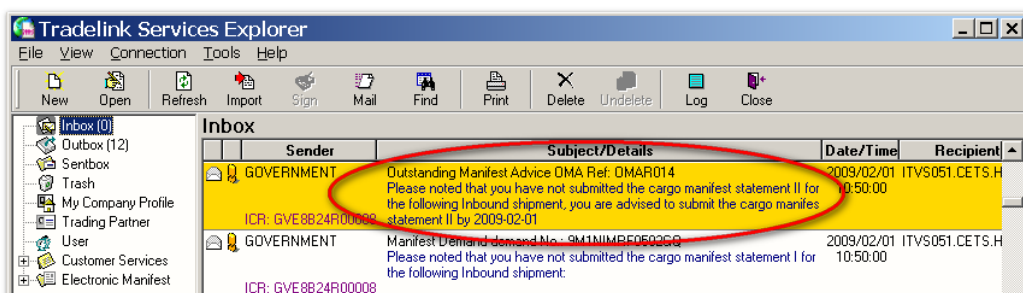 Tradelink Services Explorer
File View Connection Tools Help
New Open Refresh Import Sign Mail Find Print Delete Undelete Log Close
Inbox (0)
Outbox (12)
Sentbox
Trash
My Company Profile
Trading Partner
User
Customer Services
Electronic Manifest
Inbox
Sender Subject/Details Date/Time Recipient
GOVERNMENT Outstanding Manifest Advice OMA Ref: OMAR014 2009/02/01 ITVS051.CETS.H
Please noted that you have not submitted the cargo manifest statement II for 10:50:00
the following Inbound shipment, you are advised to submit the cargo manifes
ICR: GVE8B24R00008 statement II by 2009-02-01
GOVERNMENT Manifest Demand demand No.: 2009/02/01 ITVS051.CETS.H
Please noted that you have not submitted the cargo manifest statement I for 10:50:00
the following Inbound shipment:
ICR: GVE8B24R00008